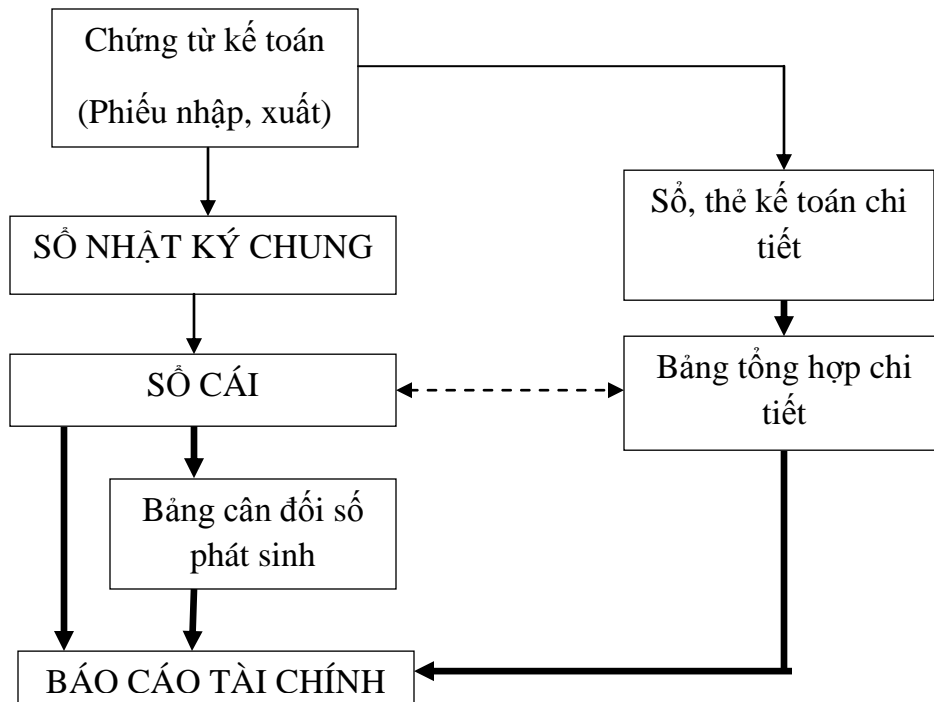 Chứng từ kế toán
(Phiếu nhập, xuất)
SỔ NHẬT KÝ CHUNG
Sổ, thẻ kế toán chi
tiết
SỔ CÁI
Bảng tổng hợp chi
tiết
Bảng cân đối số
phát sinh
BÁO CÁO TÀI CHÍNH